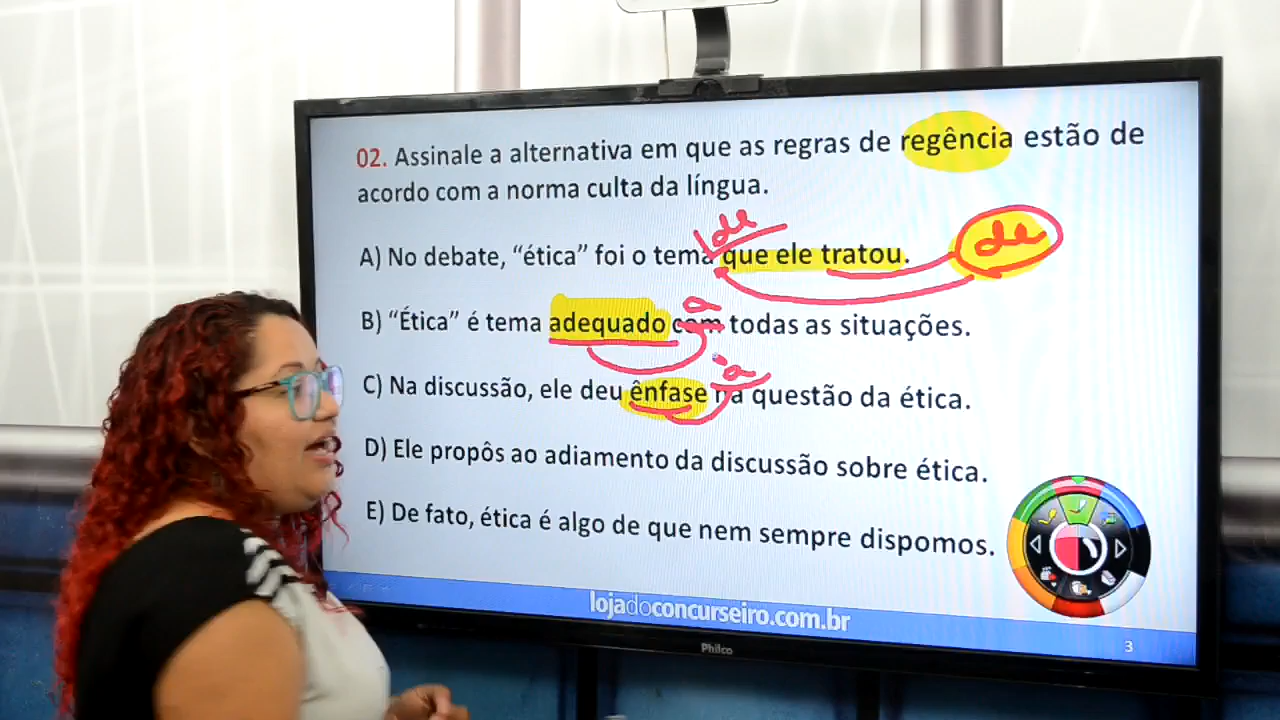 02. Assinale a alternativa em que as regras de regência estão de
acordo com a norma culta da língua.
de
A) No debate, “ética” foi o tema que ele tratou.
de
a
B) “Ética” é tema adequado com todas as situações.
à
C) Na discussão, ele deu ênfase na questão da ética.
D) Ele propôs ao adiamento da discussão sobre ética.
E) De fato, ética é algo de que nem sempre dispomos.
lojadoconcurseiro.com.br
3
Philco